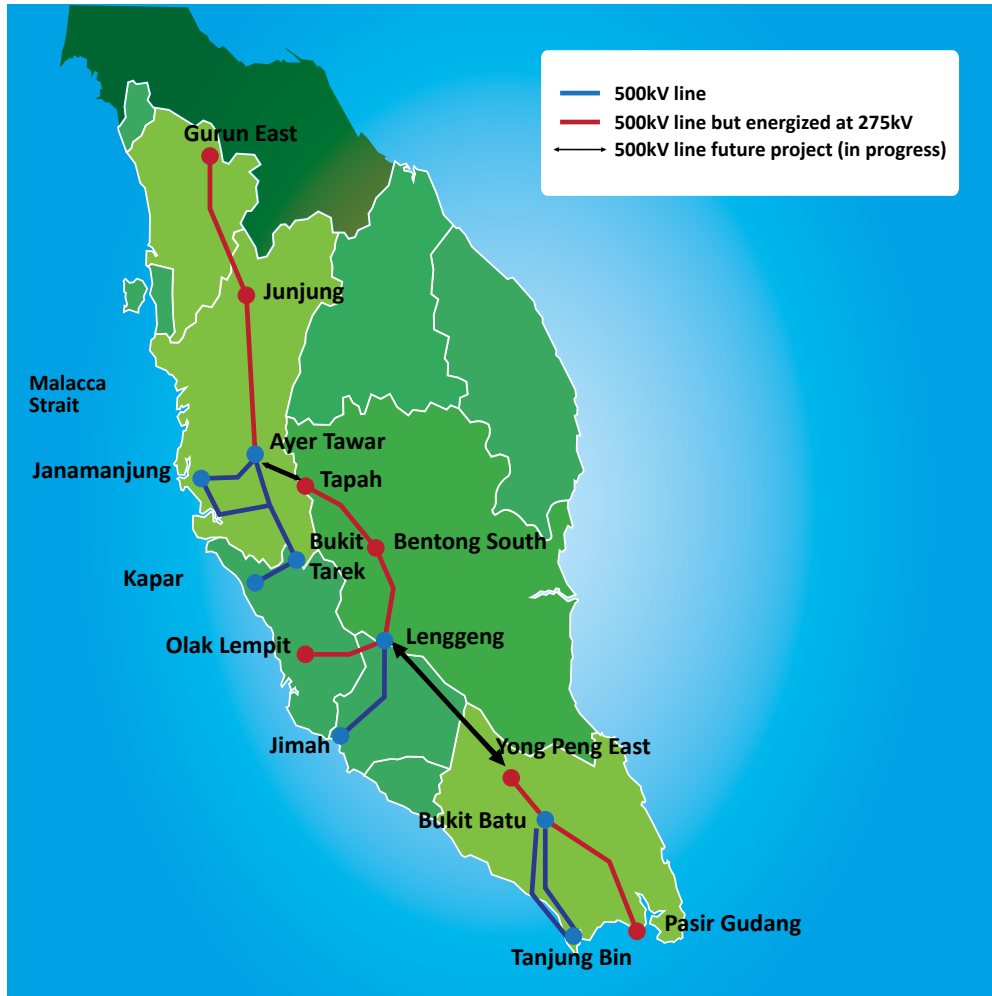 500kV line
500kV line but energized at 275kV
500kV line future project (in progress)
Gurun East
Junjung
Malacca
Strait
Ayer Tawar
Janamanjung
Tapah
Bukit
Tarek
Bentong South
Kapar
Lenggeng
Olak Lempit
Jimah
Yong Peng East
Bukit Batu
Pasir Gudang
Tanjung Bin